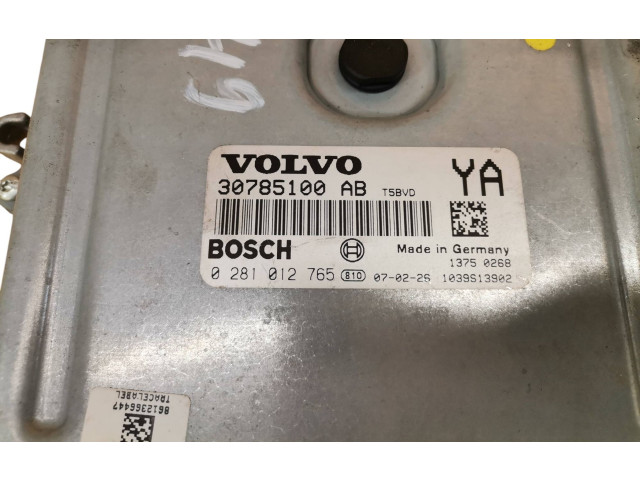 VOLVO
30785100 AB T5BVD
YA
BOSCH
Made in Germany
1375 0268
0 281 012 765 810 07-02-26 1039S13902
8612366447
TRACELABEL